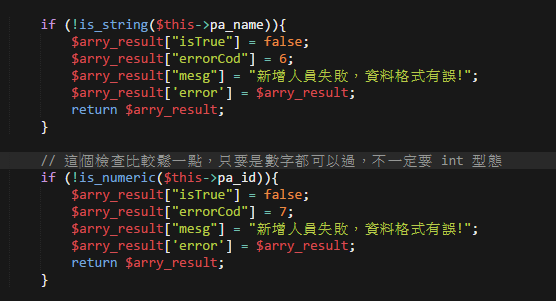 if (!is_string($this->pa_name)){
$arry_result["isTrue"] = false;
$arry_result["errorCod"] = 6;
$arry_result["mesg"] = "新增人員失敗，資料格式有誤!";
$arry_result['error'] = $arry_result;
return $arry_result;
}
// 這個檢查比較鬆一點，只要是數字都可以過，不一定要 int 型態
if (!is_numeric($this->pa_id)){
$arry_result["isTrue"] = false;
$arry_result["errorCod"] = 7;
$arry_result["mesg"] = "新增人員失敗，資料格式有誤!";
$arry_result['error'] = $arry_result;
return $arry_result;
}